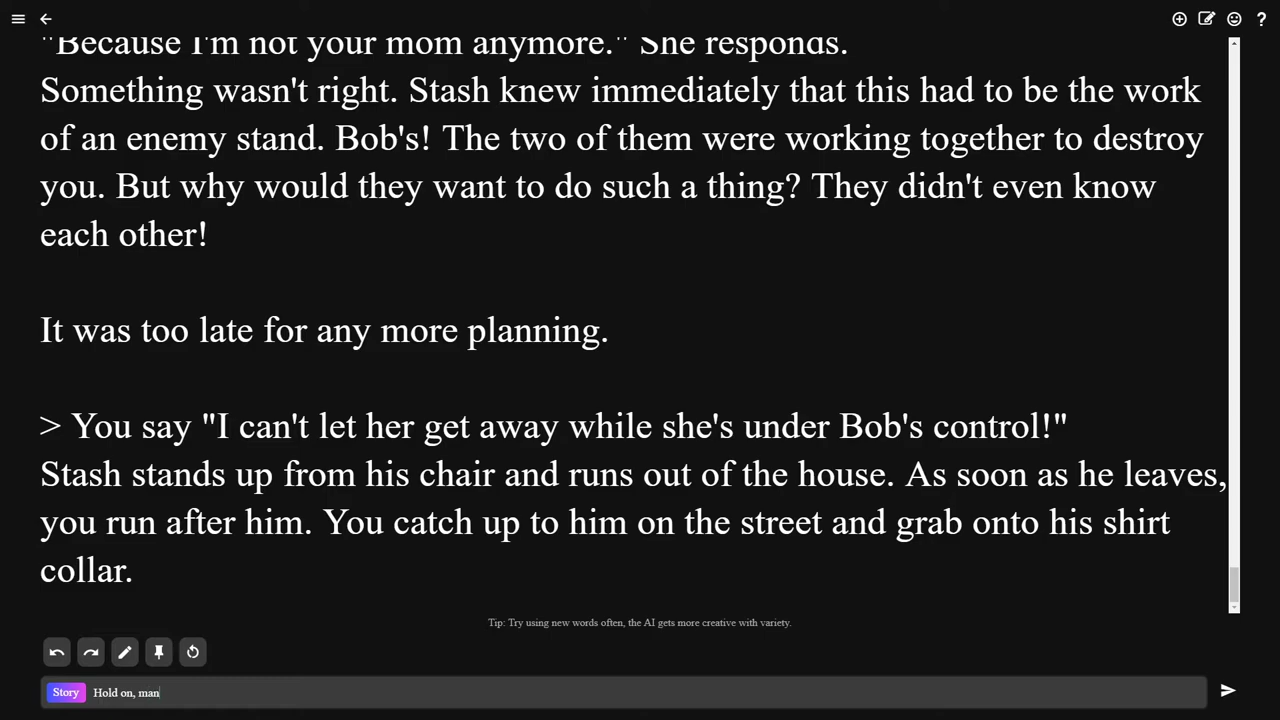 "Because I'm not your mom anymore." She responds.
Something wasn't right. Stash knew immediately that this had to be the work
of an enemy stand. Bob's! The two of them were working together to destroy
you. But why would they want to do such a thing? They didn't even know
each other!
It was too late for any more planning.
> You say "I can't let her get away while she's under Bob's control!"
Stash stands up from his chair and runs out of the house. As soon as he leaves,
you run after him. You catch up to him on the street and grab onto his shirt
collar.
Tip: Try using new words often, the AI gets more creative with variety.
Story Hold on, man